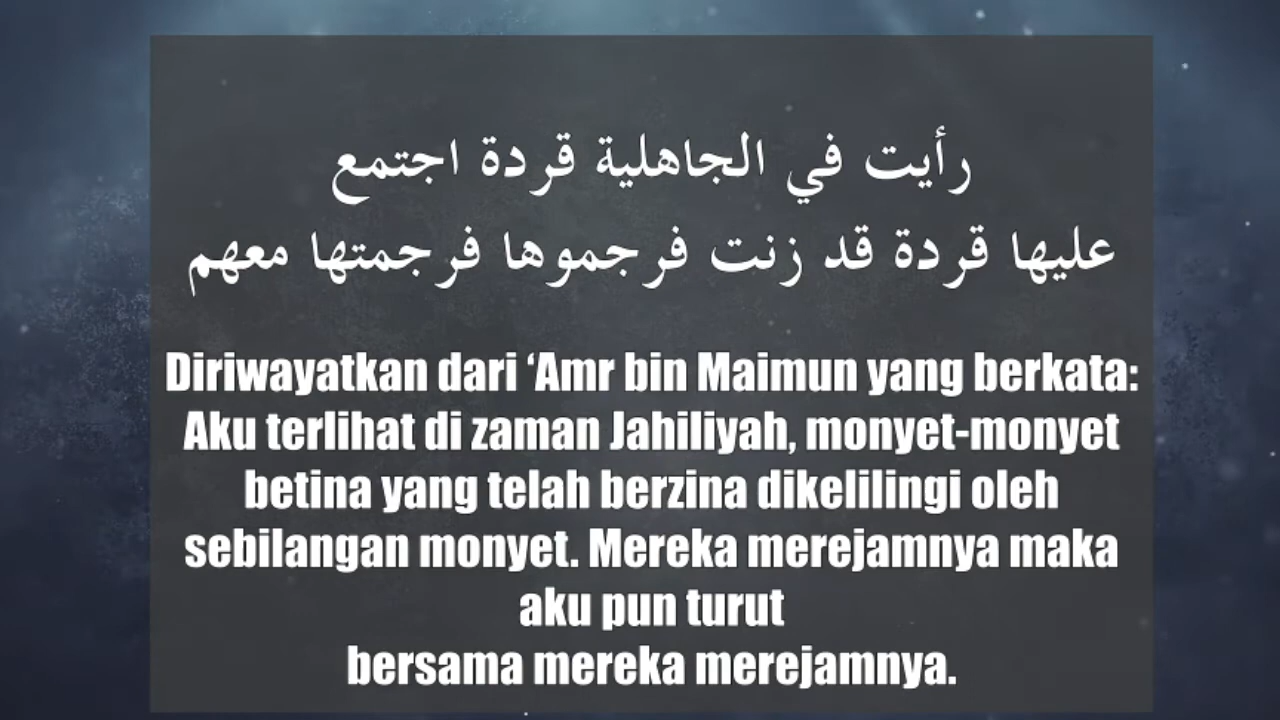 رأيت في الجاهلية قردة اجتمع
عليها قردة قد زنت فرجموها فرجمتها معهم
Diriwayatkan dari ‘Amr bin Maimun yang berkata:
Aku terlihat di zaman Jahiliyah, monyet-monyet
betina yang telah berzina dikelilingi oleh
sebilangan monyet. Mereka merejamnya maka
aku pun turut
bersama mereka merejamnya.